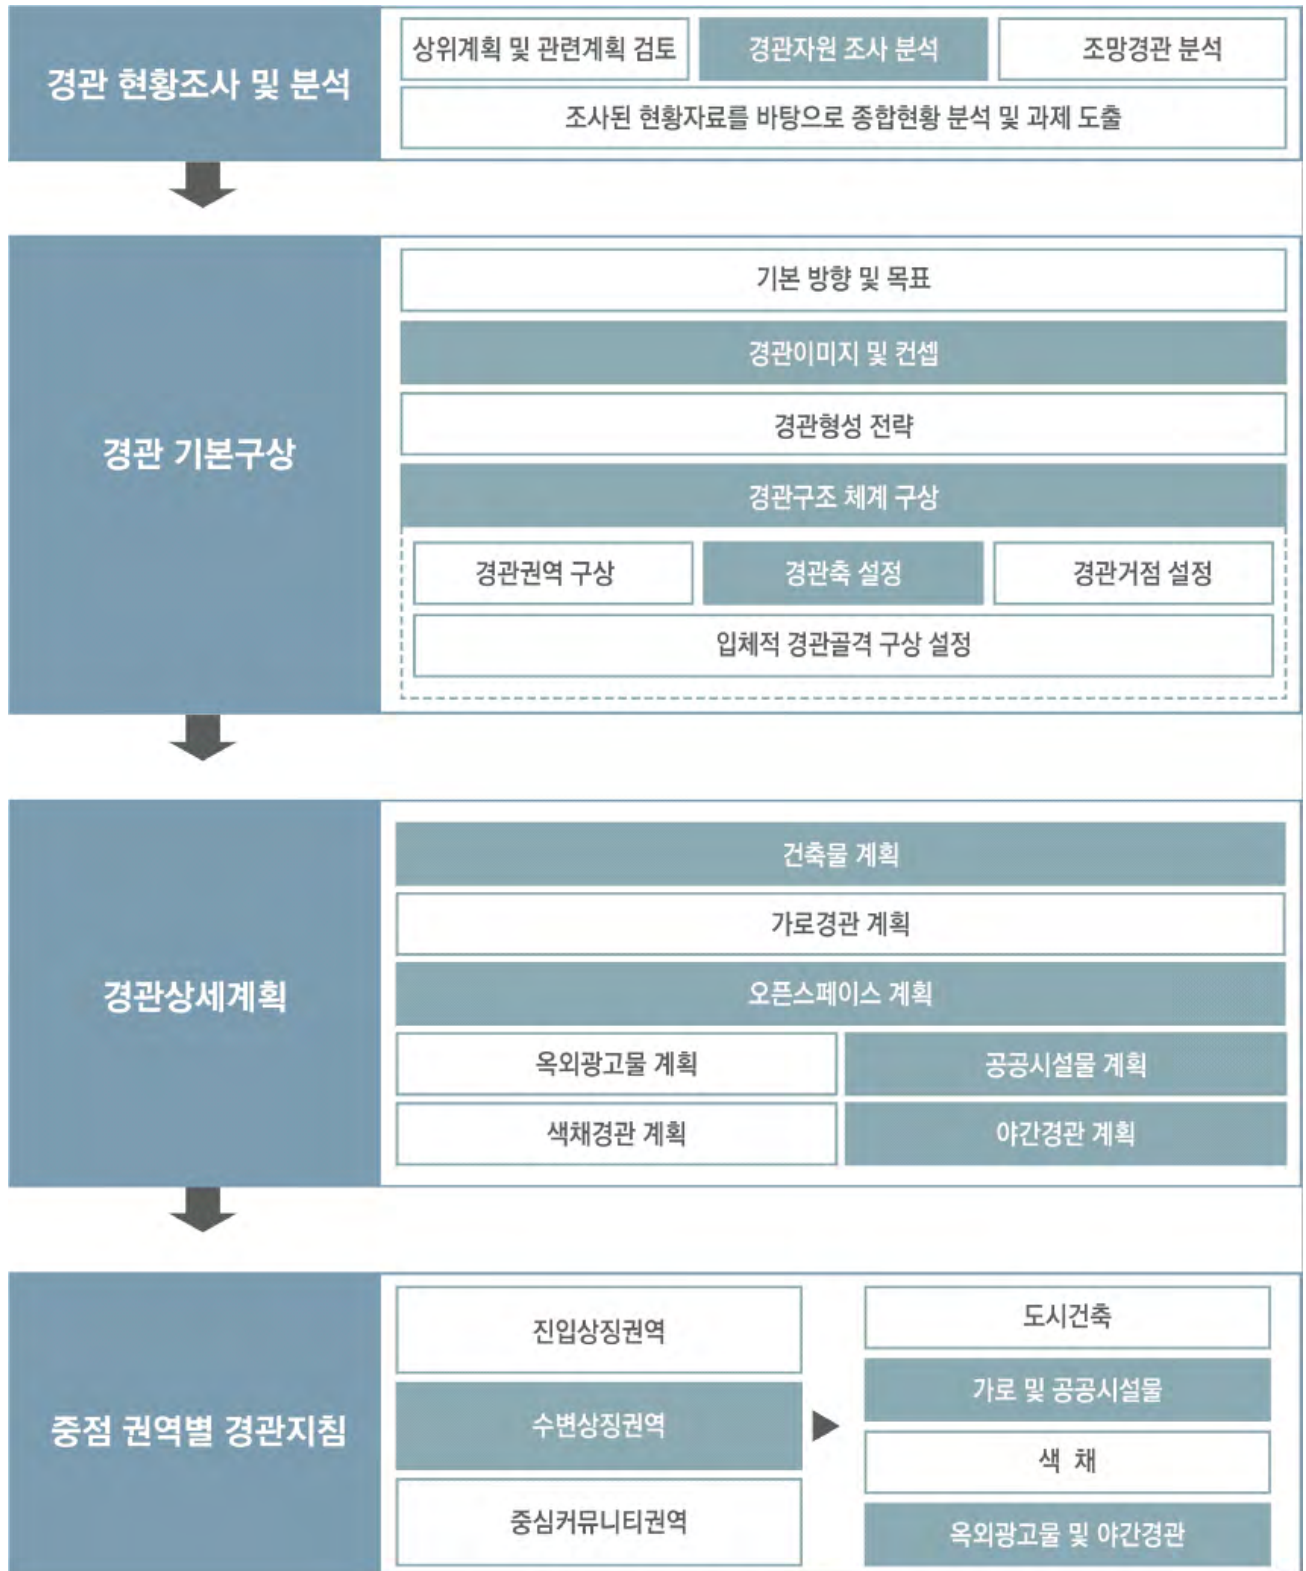 경관 현황조사 및 분석
상위계획 및 관련계획 검토
경관자원 조사 분석
조망경관 분석
조사된 현황자료를 바탕으로 종합현황 분석 및 과제 도출
경관 기본구상
기본 방향 및 목표
경관이미지 및 컨셉
경관형성 전략
경관구조 체계 구상
경관권역 구상
경관축 설정
경관거점 설정
입체적 경관골격 구상 설정
경관상세계획
건축물 계획
가로경관 계획
오픈스페이스 계획
옥외광고물 계획
공공시설물 계획
색채경관 계획
야간경관 계획
중점 권역별 경관지침
진입상징권역
수변상징권역
중심커뮤니티권역
도시건축
가로 및 공공시설물
색 채
옥외광고물 및 야간경관